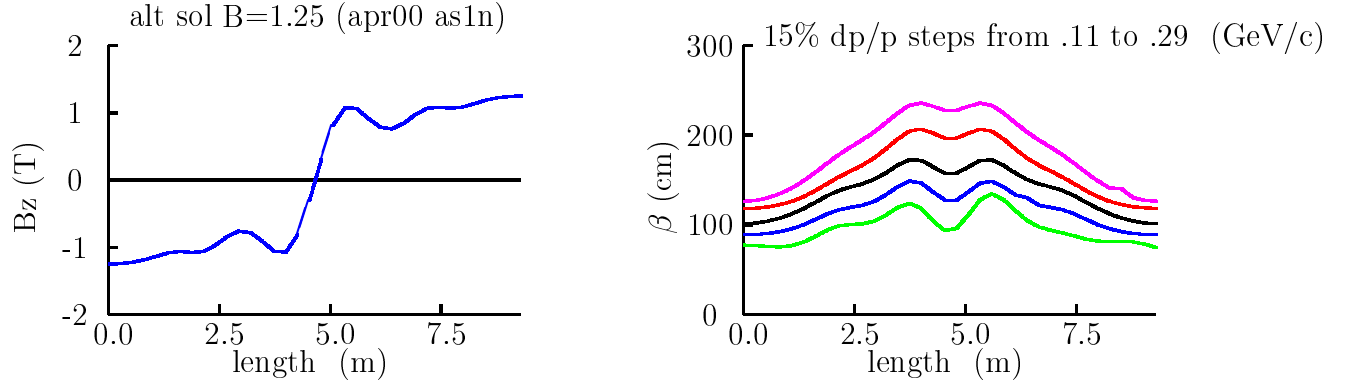 alt sol B=1.25 (apr00 as1n)
2
1
0
-1
-2
Bz (T)
0.0 2.5 5.0 7.5
length (m)
15% dp/p steps from .11 to .29 (GeV/c)
300
200
100
0
β (cm)
0.0 2.5 5.0 7.5
length (m)